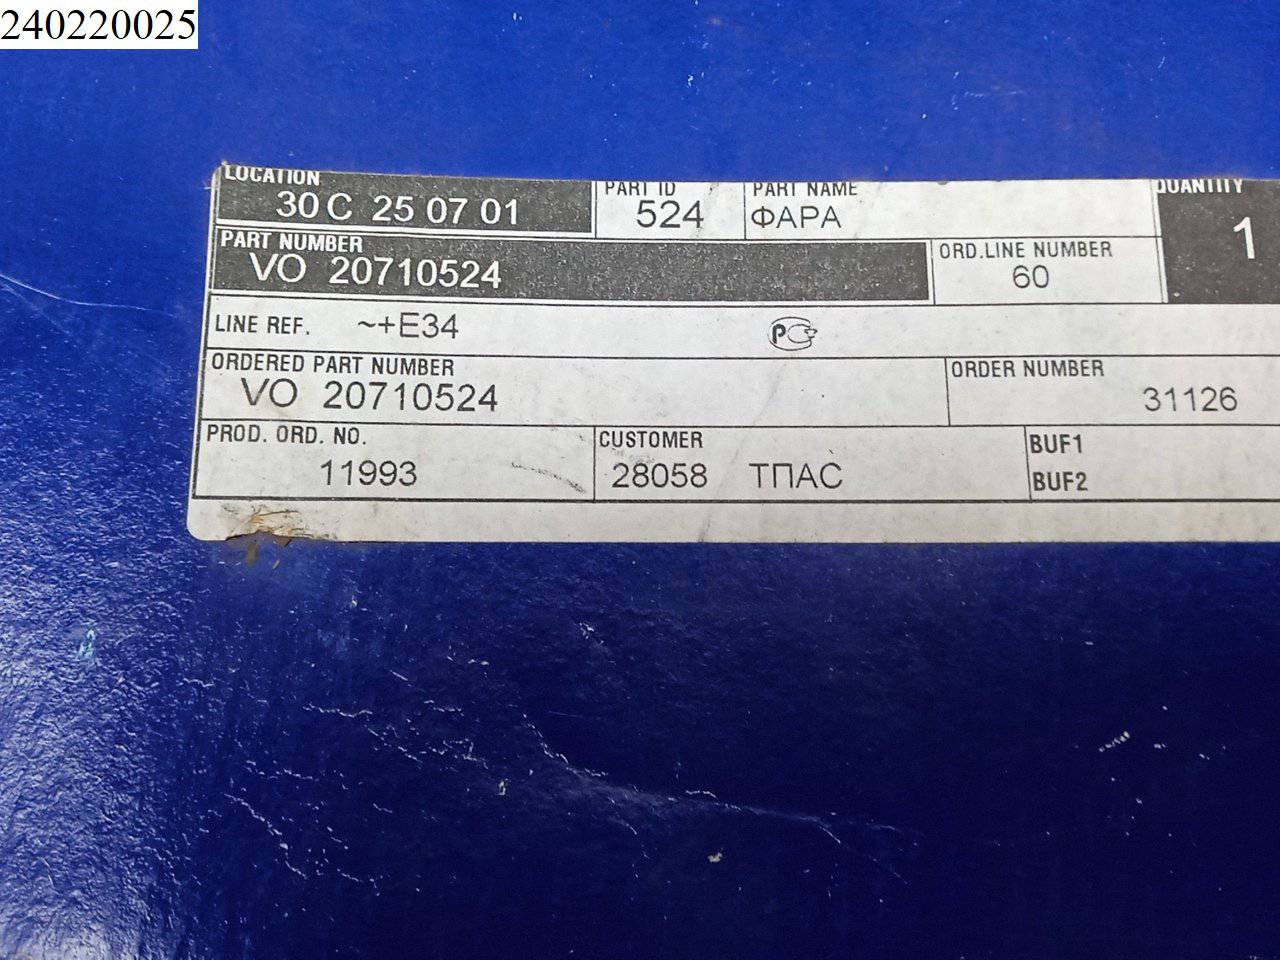 240220025
LOCATION
30 C 25 07 01
PART ID
524
PART NAME
ФАРА
QUANTITY
1
PART NUMBER
VO 20710524
ORD.LINE NUMBER
60
LINE REF. ~+E34
PC
ORDERED PART NUMBER
VO 20710524
ORDER NUMBER
31126
PROD. ORD. NO.
11993
CUSTOMER
28058 ТПАС
BUF1
BUF2